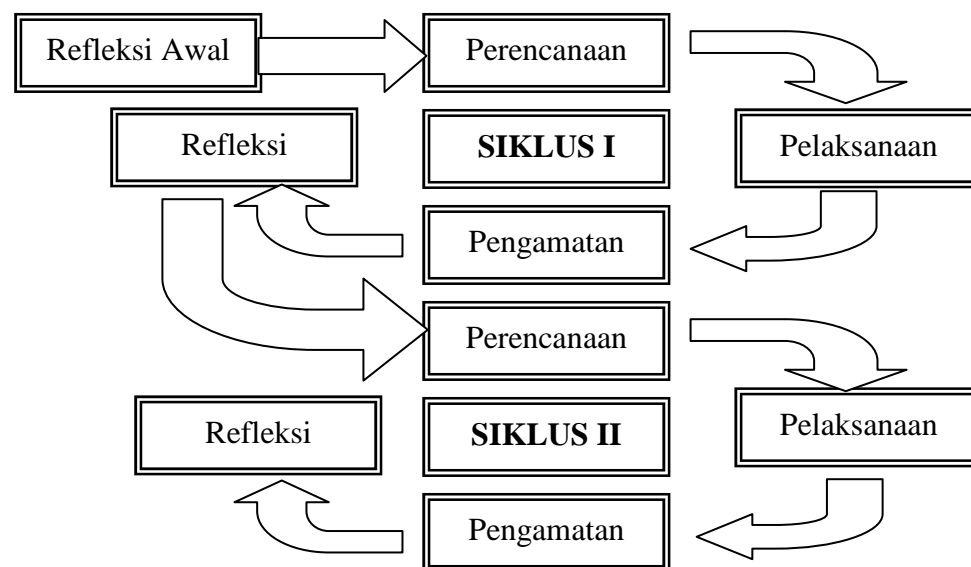 Refleksi Awal
Perencanaan
Refleksi
SIKLUS I
Pelaksanaan
Pengamatan
Perencanaan
Refleksi
SIKLUS II
Pelaksanaan
Pengamatan